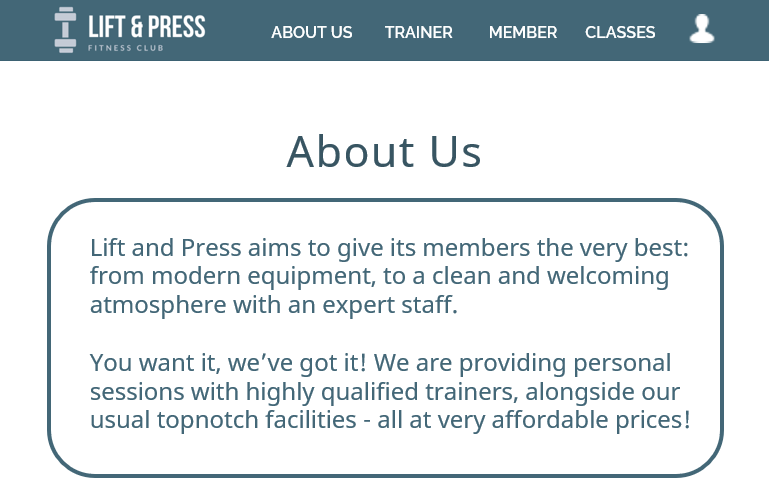 LIFT & PRESS
FITNESS CLUB
ABOUT US TRAINER MEMBER CLASSES
About Us
Lift and Press aims to give its members the very best:
from modern equipment, to a clean and welcoming
atmosphere with an expert staff.
You want it, we’ve got it! We are providing personal
sessions with highly qualified trainers, alongside our
usual topnotch facilities - all at very affordable prices!